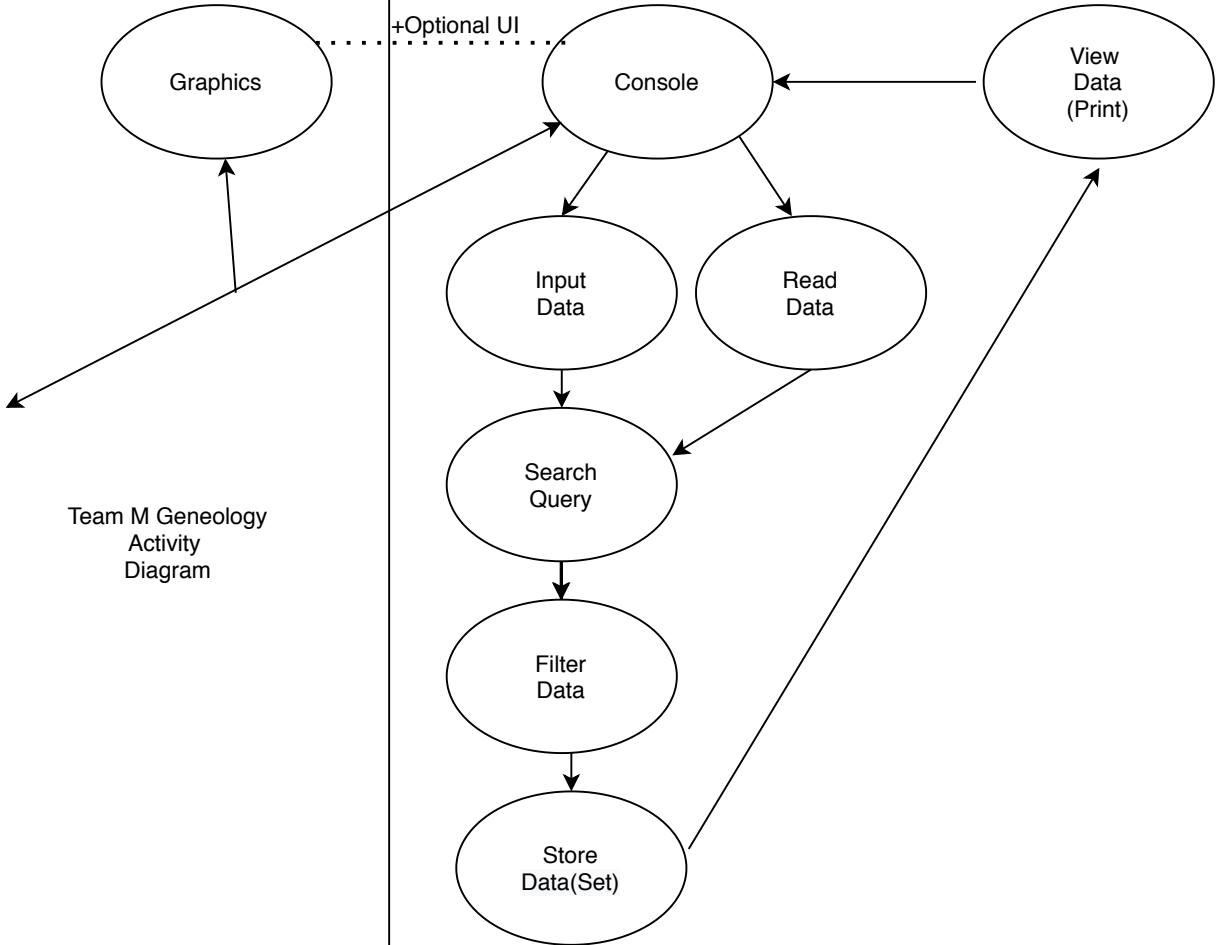 +Optional UI
Graphics
Console
View
Data
(Print)
Input
Data
Read
Data
Search
Query
Team M Geneology
Activity
Diagram
Filter
Data
Store
Data(Set)